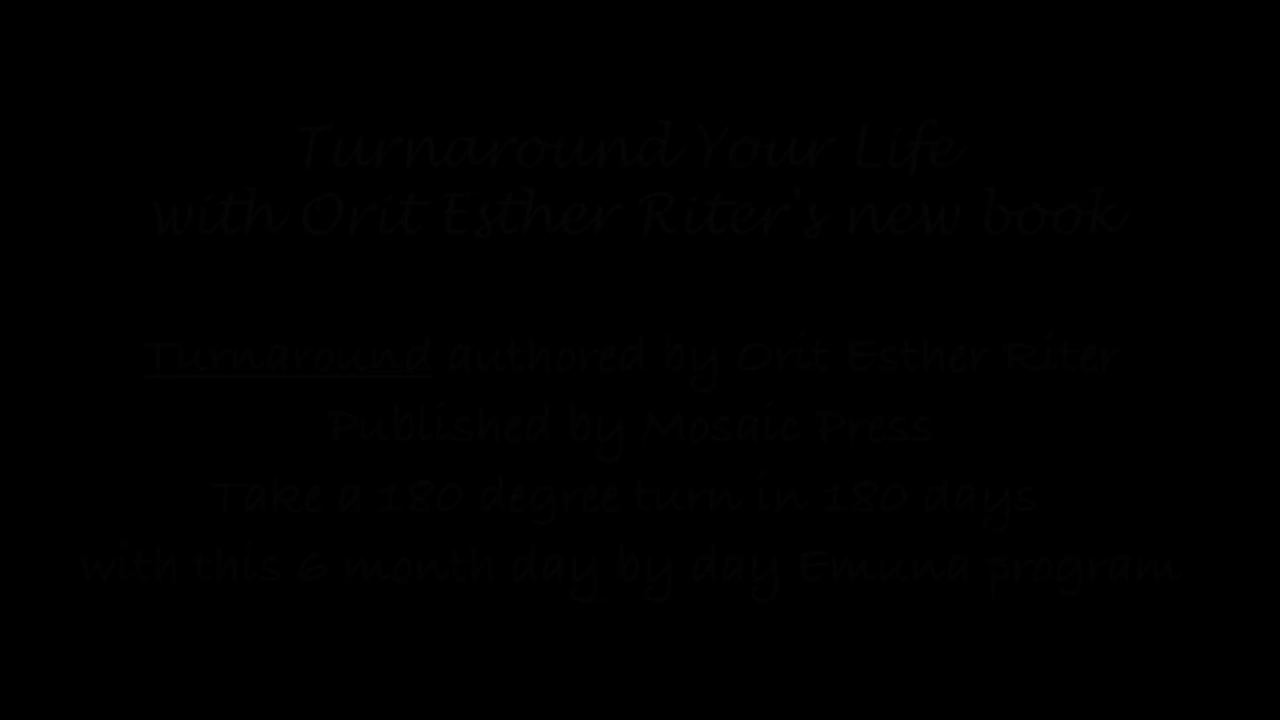 Turnaround Your Life
with Orit Esther Riter's new book
Turnaround authored by Orit Esther Riter
Published by Mosaic Press
Take a 180 degree turn in 180 days
with this 6 month day by day Emuna program